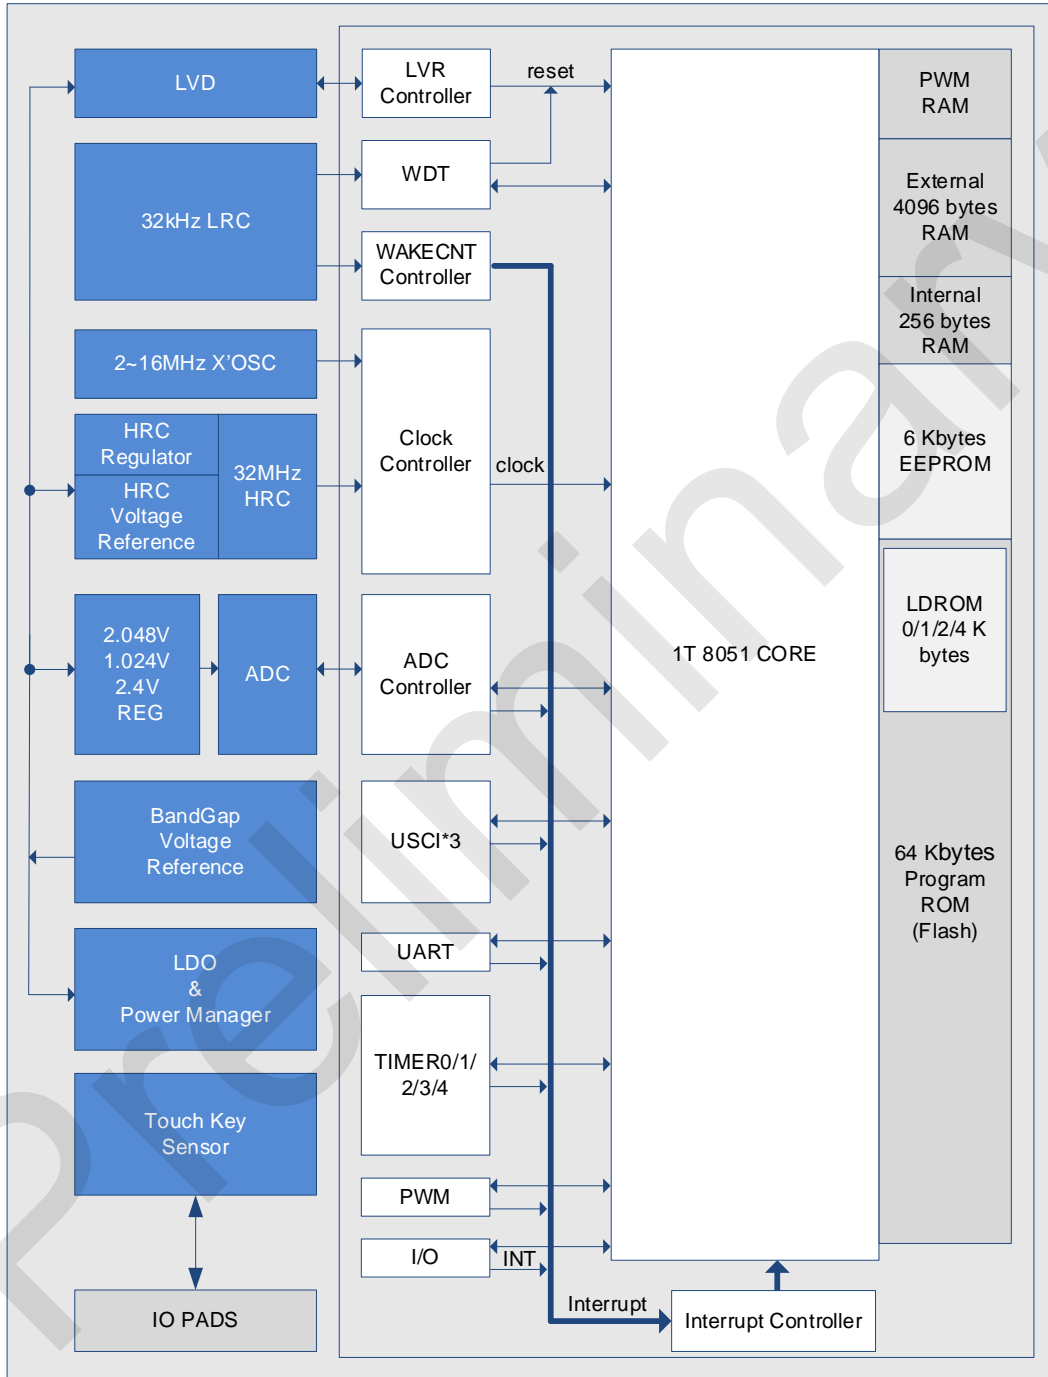 LVD
32kHz LRC
2~16MHz X'OSC
HRC
Regulator
HRC
Voltage
Reference
32MHz
HRC
2.048V
1.024V
2.4V
REG
ADC
BandGap
Voltage
Reference
LDO
&
Power Manager
Touch Key
Sensor
IO PADS
LVR
Controller
WDT
WAKECNT
Controller
Clock
Controller
ADC
Controller
USCI*3
UART
TIMER0/1/
2/3/4
PWM
I/O
reset
clock
INT
Interrupt
1T 8051 CORE
Interrupt Controller
PWM
RAM
External
4096 bytes
RAM
Internal
256 bytes
RAM
6 Kbytes
EEPROM
LDROM
0/1/2/4 K
bytes
64 Kbytes
Program
ROM
(Flash)
Preliminary